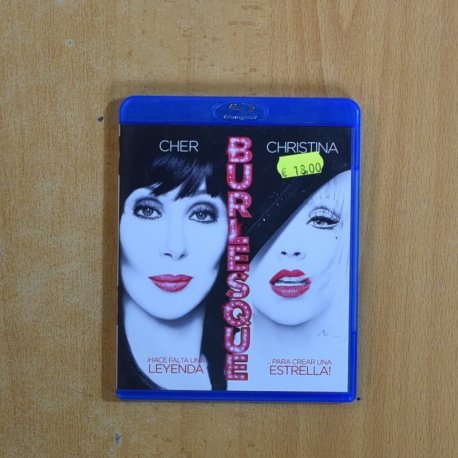 CHER
CHRISTINA
€ 18,00
BURLESQUE
¡HACE FALTA UNA
LEYENDA
...PARA CREAR UNA
ESTRELLA!